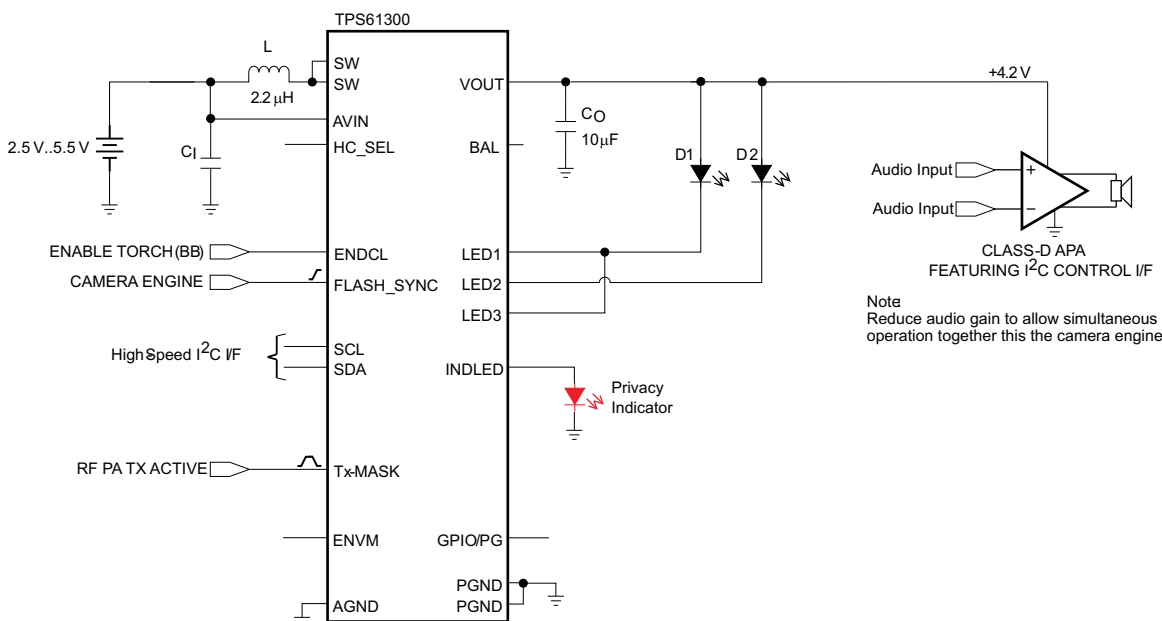 TPS61300
L
2.2 µH
SW
SW
AVIN
HC_SEL
2.5 V..5.5 V
CI
VOUT
BAL
CO
10µF
D1
D2
+4.2 V
Audio Input
Audio Input
+
−
CLASS-D APA
FEATURING I2C CONTROL I/F
Note:
Reduce audio gain to allow simultaneous
operation together this the camera engine
ENABLE TORCH (BB)
ENDCL
CAMERA ENGINE
FLASH_SYNC
LED1
LED2
LED3
High-Speed I2C I/F
SCL
SDA
INDLED
Privacy
Indicator
RF PA TX ACTIVE
Tx-MASK
ENVM
GPIO/PG
PGND
PGND
AGND